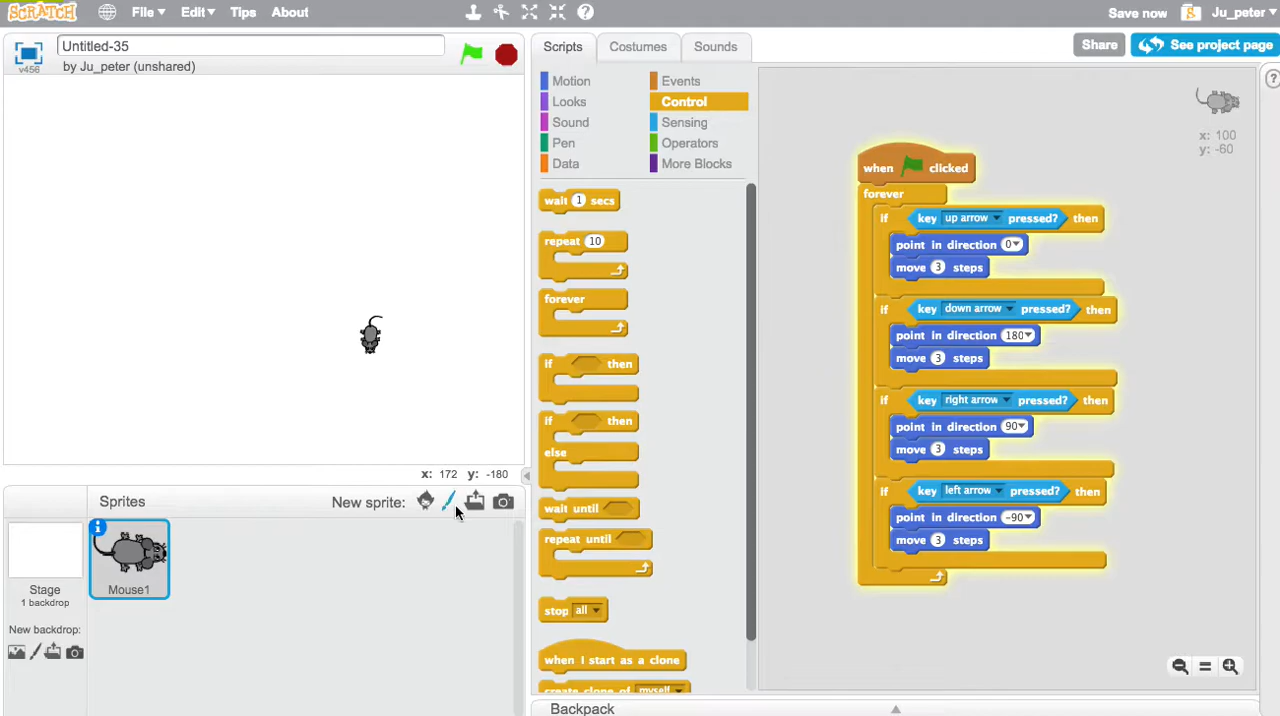 SCRATCH File Edit Tips About Save now Ju_peter
v456
Untitled-35
by Ju_peter (unshared)
Scripts Costumes Sounds
Share See project page
Motion Events
Looks Control
Sound Sensing
Pen Operators
Data More Blocks
wait 1 secs
repeat 10
forever
if then
if then
else
wait until
repeat until
stop all
when I start as a clone
create clone of myself
x: 100
y: -60
when clicked
forever
if key up arrow pressed? then
point in direction 0
move 3 steps
if key down arrow pressed? then
point in direction 180
move 3 steps
if key right arrow pressed? then
point in direction 90
move 3 steps
if key left arrow pressed? then
point in direction -90
move 3 steps
x: 172 y: -180
Sprites New sprite:
Stage
1 backdrop
New backdrop:
Mouse1
Backpack